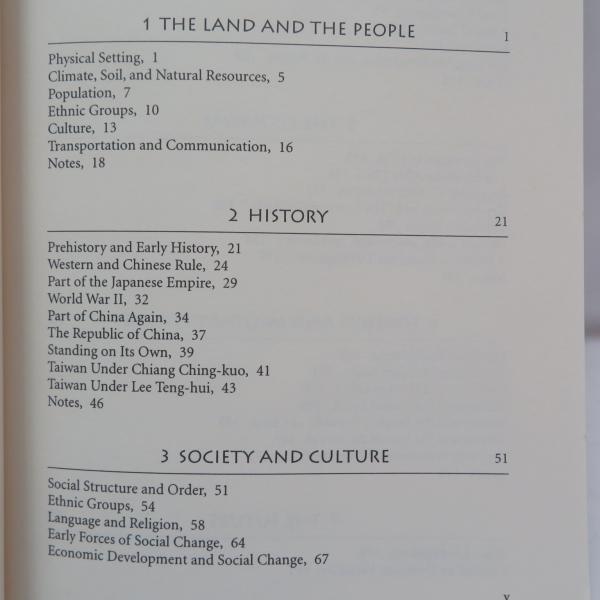 1 THE LAND AND THE PEOPLE 1
Physical Setting, 1
Climate, Soil, and Natural Resources, 5
Population, 7
Ethnic Groups, 10
Culture, 13
Transportation and Communication, 16
Notes, 18
2 HISTORY 21
Prehistory and Early History, 21
Western and Chinese Rule, 24
Part of the Japanese Empire, 29
World War II, 32
Part of China Again, 34
The Republic of China, 37
Standing on Its Own, 39
Taiwan Under Chiang Ching-kuo, 41
Taiwan Under Lee Teng-hui, 43
Notes, 46
3 SOCIETY AND CULTURE 51
Social Structure and Order, 51
Ethnic Groups, 54
Language and Religion, 58
Early Forces of Social Change, 64
Economic Development and Social Change, 67
v